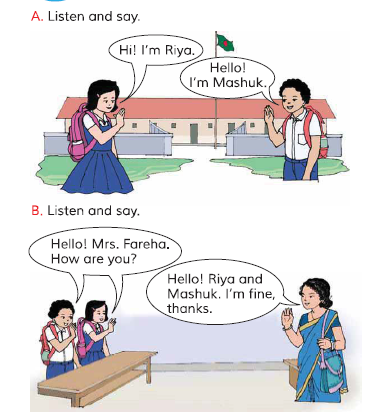 A. Listen and say.
Hi! I'm Riya.
Hello!
I'm Mashuk.
B. Listen and say.
Hello! Mrs. Fareha.
How are you?
Hello! Riya and
Mashuk. I'm fine,
thanks.